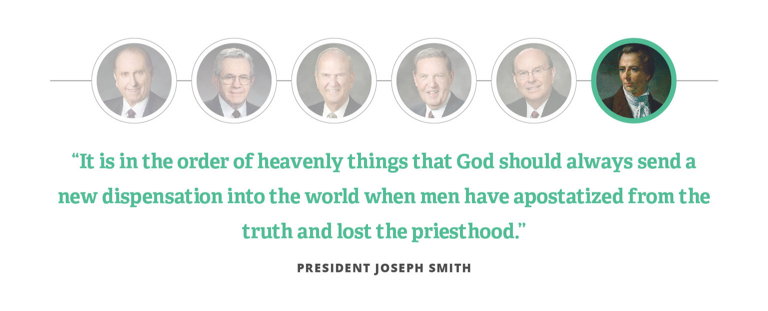 “It is in the order of heavenly things that God should always send a
new dispensation into the world when men have apostatized from the
truth and lost the priesthood.”
PRESIDENT JOSEPH SMITH